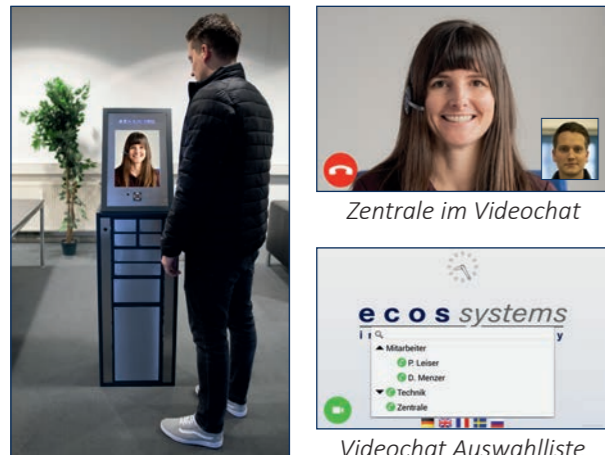 Zentrale im Videochat
ecos systems
Mitarbeiter
P. Leiser
D. Menzer
Technik
Zentrale
Videochat Auswahlliste